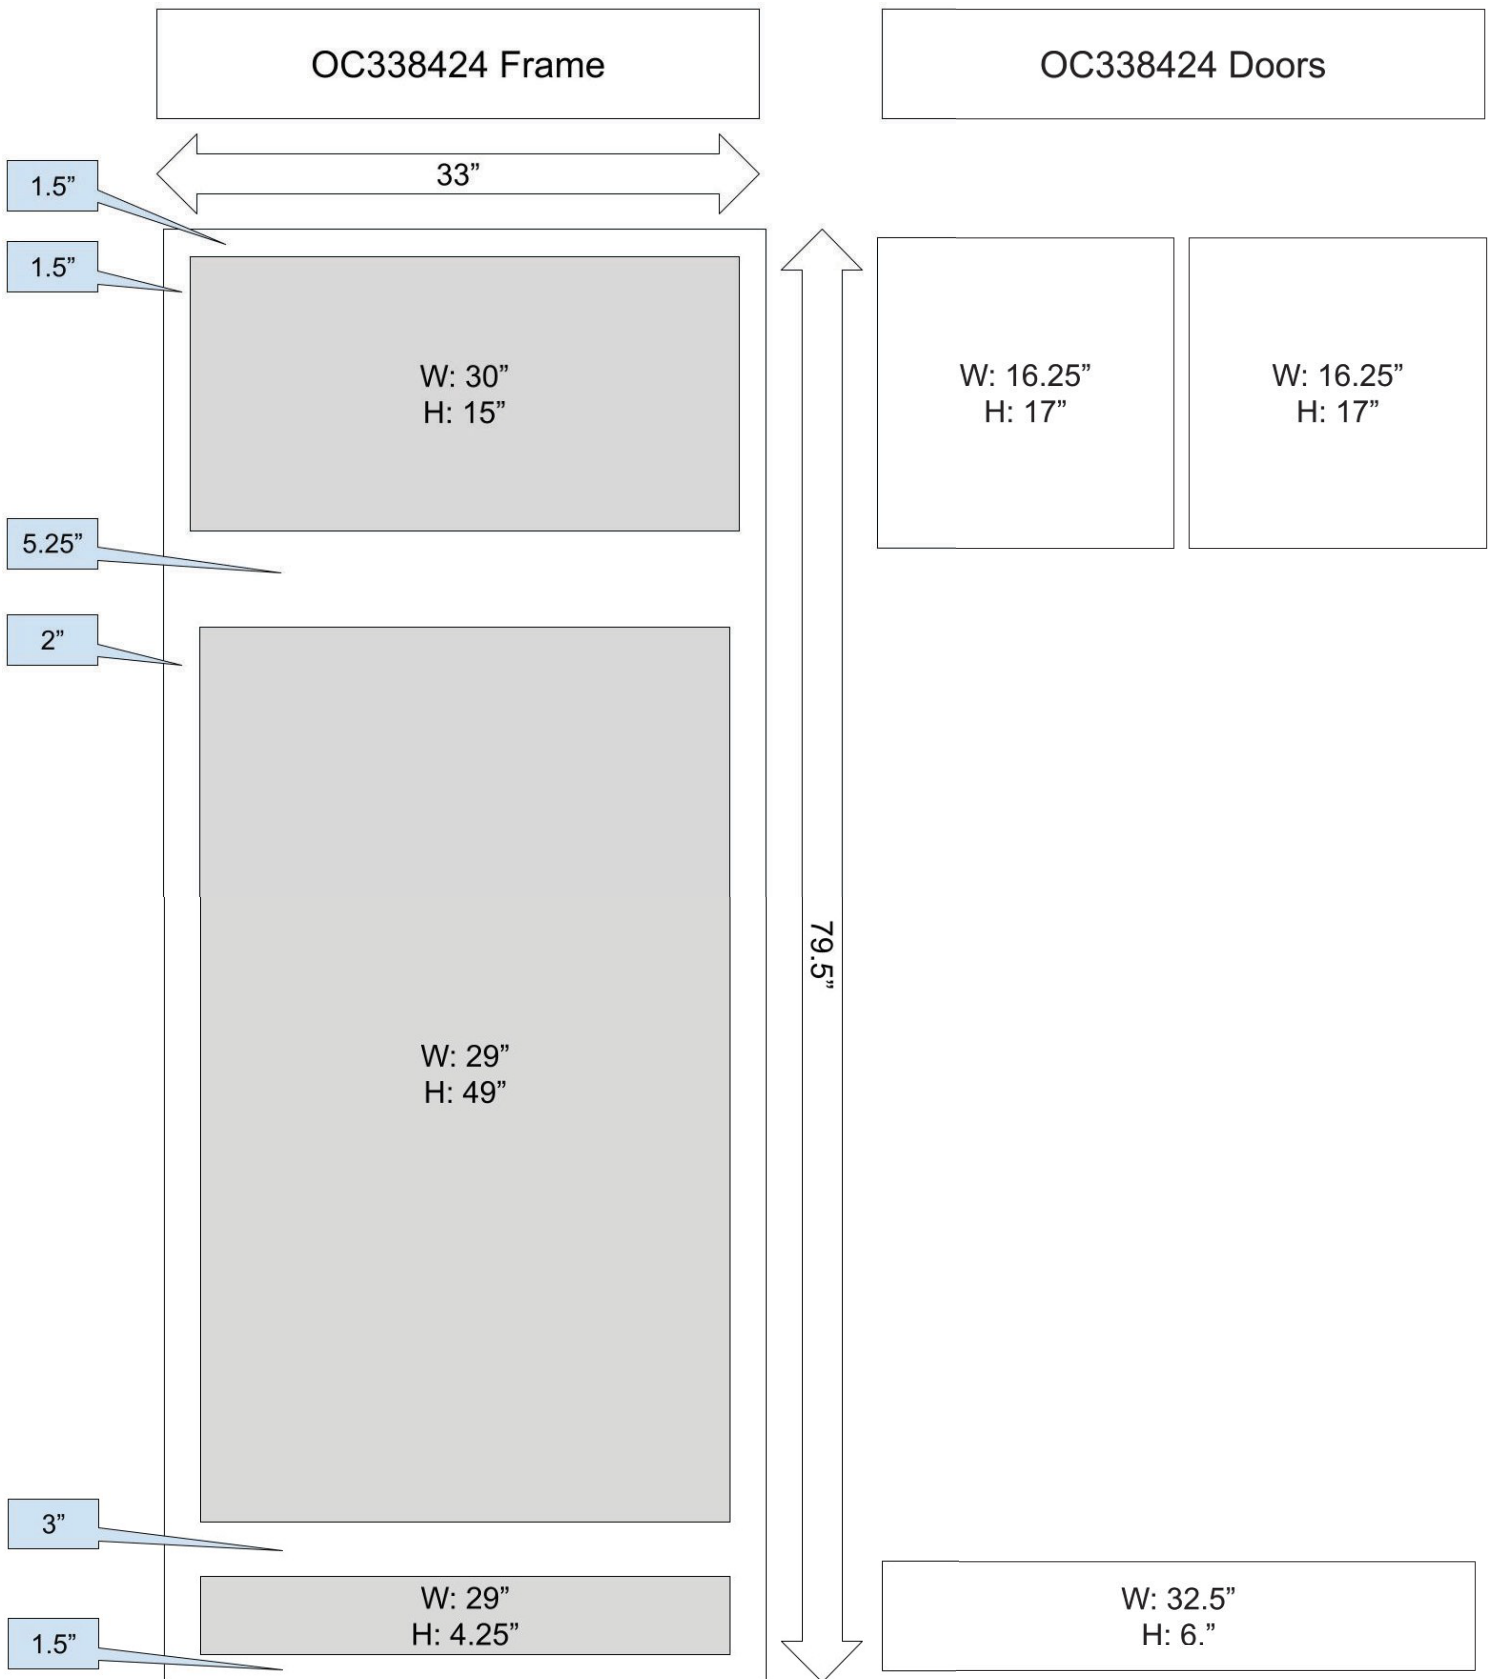 OC338424 Frame
OC338424 Doors
33”
1.5”
1.5”
W: 30”
H: 15”
W: 16.25”
H: 17”
W: 16.25”
H: 17”
5.25”
2”
79.5”
W: 29”
H: 49”
3”
W: 29”
H: 4.25”
W: 32.5”
H: 6.”
1.5”